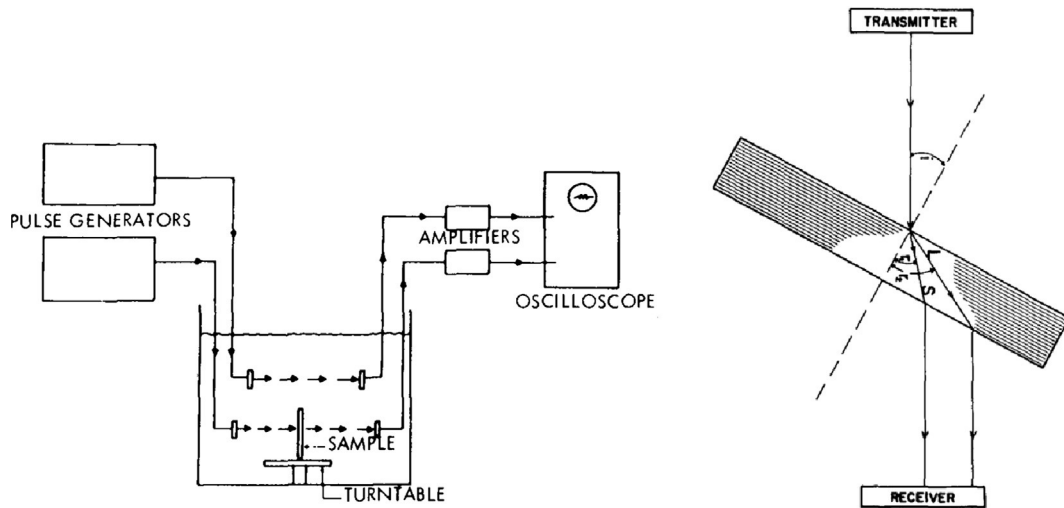 PULSE GENERATORS
AMPLIFIERS
OSCILLOSCOPE
SAMPLE
TURNTABLE
TRANSMITTER
i
L
S
RECEIVER